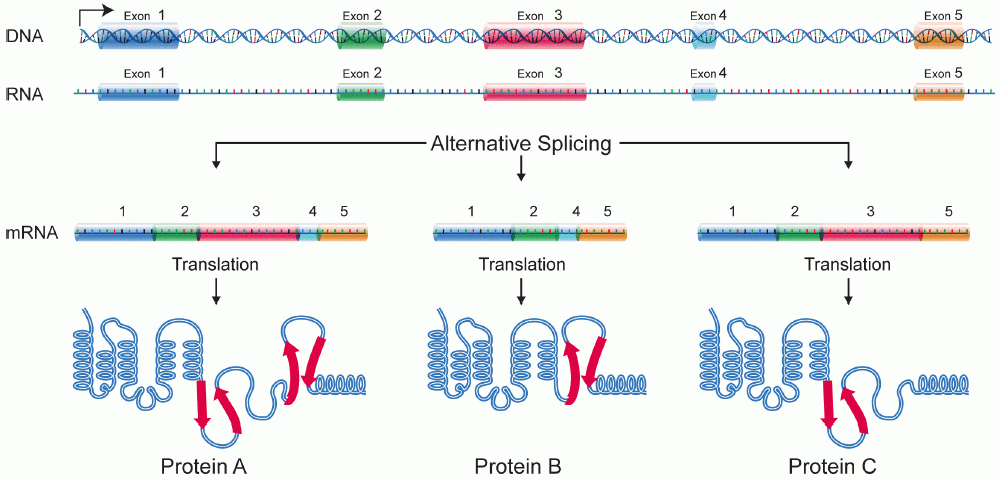 Exon 1 Exon 2 Exon 3 Exon 4 Exon 5
DNA
Exon 1 Exon 2 Exon 3 Exon 4 Exon 5
RNA
Alternative Splicing
1 2 3 4 5 1 2 4 5 1 2 3 5
mRNA
Translation Translation Translation
Protein A Protein B Protein C